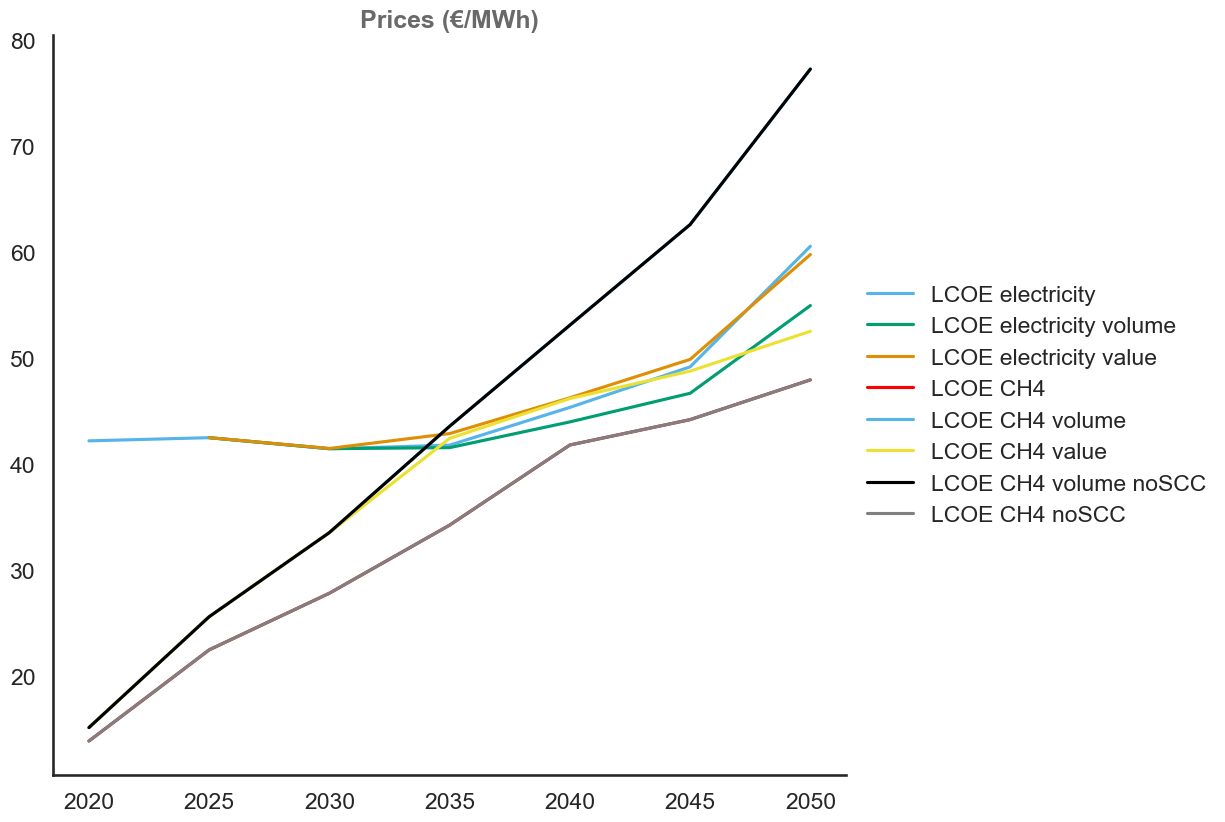 Prices (€/MWh)
80
70
60
50
40
30
20
2020 2025 2030 2035 2040 2045 2050
LCOE electricity
LCOE electricity volume
LCOE electricity value
LCOE CH4
LCOE CH4 volume
LCOE CH4 value
LCOE CH4 volume noSCC
LCOE CH4 noSCC